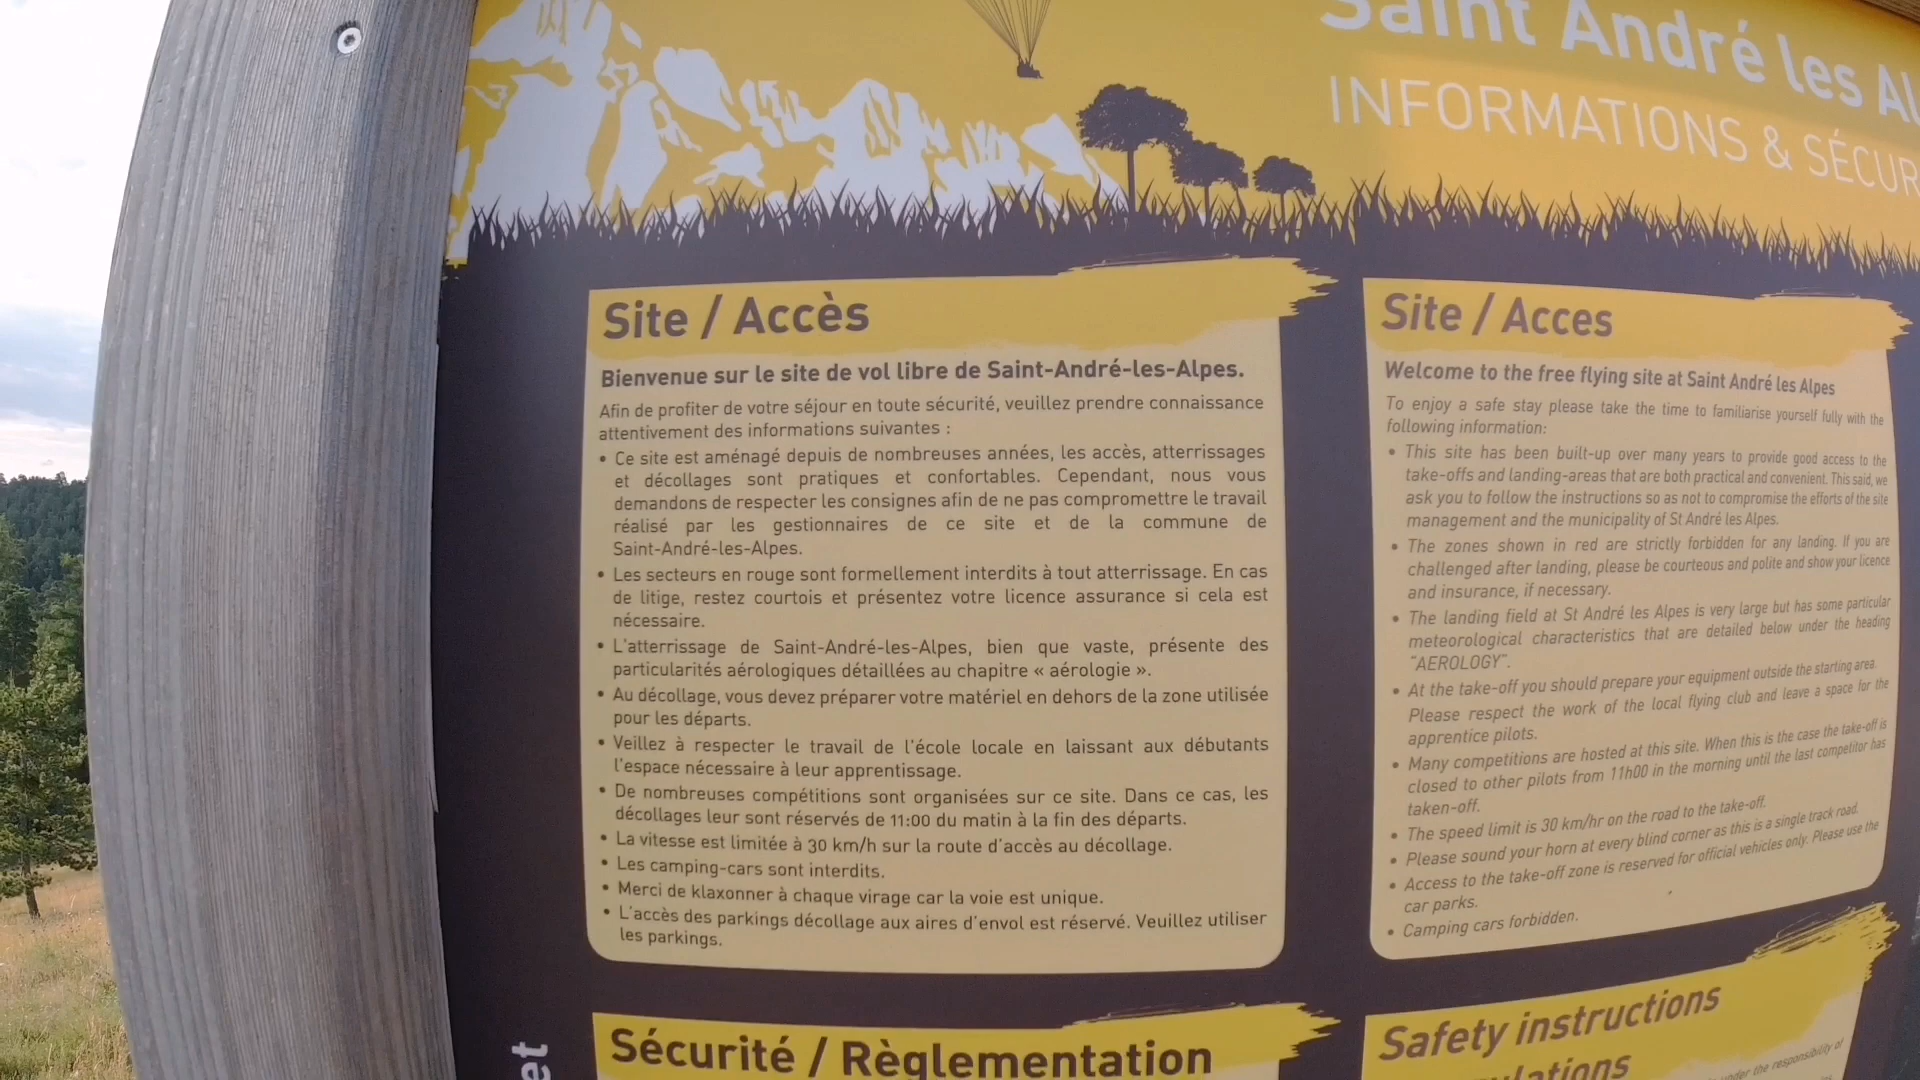 Saint André les Al
INFORMATIONS & SÉCUR
Site / Accès
Bienvenue sur le site de vol libre de Saint-André-les-Alpes.
Afin de profiter de votre séjour en toute sécurité, veuillez prendre connaissance
attentivement des informations suivantes :
• Ce site est aménagé depuis de nombreuses années, les accès, atterrissages
et décollages sont pratiques et confortables. Cependant, nous vous
demandons de respecter les consignes afin de ne pas compromettre le travail
réalisé par les gestionnaires de ce site et de la commune de
Saint-André-les-Alpes.
• Les secteurs en rouge sont formellement interdits à tout atterrissage. En cas
de litige, restez courtois et présentez votre licence assurance si cela est
nécessaire.
• L'atterrissage de Saint-André-les-Alpes, bien que vaste, présente des
particularités aérologiques détaillées au chapitre « aérologie ».
• Au décollage, vous devez préparer votre matériel en dehors de la zone utilisée
pour les départs.
• Veillez à respecter le travail de l'école locale en laissant aux débutants
l'espace nécessaire à leur apprentissage.
• De nombreuses compétitions sont organisées sur ce site. Dans ce cas, les
décollages leur sont réservés de 11:00 du matin à la fin des départs.
• La vitesse est limitée à 30 km/h sur la route d'accès au décollage.
• Les camping-cars sont interdits.
• Merci de klaxonner à chaque virage car la voie est unique.
• L'accès des parkings décollage aux aires d'envol est réservé. Veuillez utiliser
les parkings.
Site / Acces
Welcome to the free flying site at Saint André les Alpes
To enjoy a safe stay please take the time to familiarise yourself fully with the
following information:
• This site has been built-up over many years to provide good access to the
take-offs and landing-areas that are both practical and convenient. This said, we
ask you to follow the instructions so as not to compromise the efforts of the site
management and the municipality of St André les Alpes.
• The zones shown in red are strictly forbidden for any landing. If you are
challenged after landing, please be courteous and polite and show your licence
and insurance, if necessary.
• The landing field at St André les Alpes is very large but has some particular
meteorological characteristics that are detailed below under the heading
"AEROLOGY".
• At the take-off you should prepare your equipment outside the starting area.
Please respect the work of the local flying club and leave a space for the
apprentice pilots.
• Many competitions are hosted at this site. When this is the case the take-off is
closed to other pilots from 11h00 in the morning until the last competitor has
taken-off.
• The speed limit is 30 km/hr on the road to the take-off.
• Please sound your horn at every blind corner as this is a single track road.
• Access to the take-off zone is reserved for official vehicles only. Please use the
car parks.
• Camping cars forbidden.
et
Sécurité / Règlementation
Safety instructions
ulations
under the responsibility of